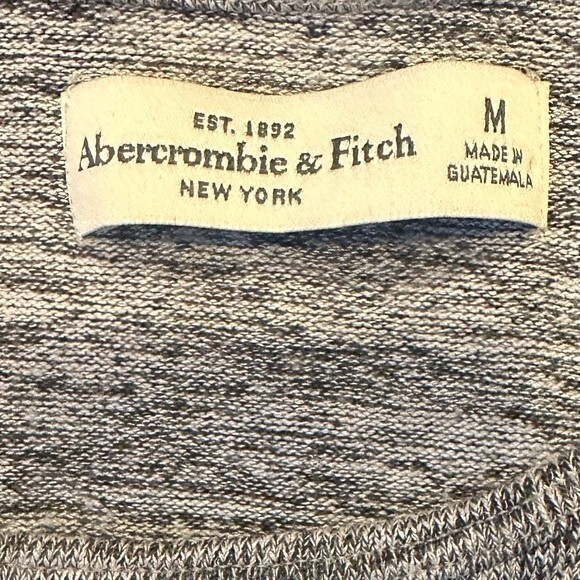 EST. 1892
Abercrombie & Fitch
NEW YORK
M
MADE IN
GUATEMALA